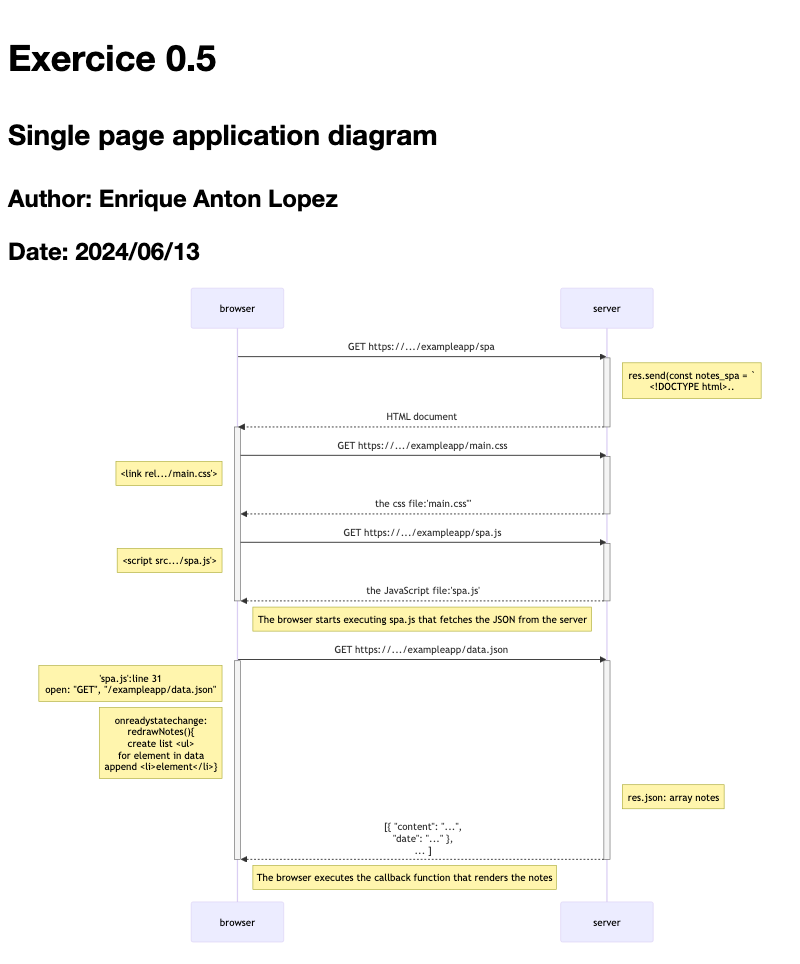 Exercice 0.5
Single page application diagram
Author: Enrique Anton Lopez
Date: 2024/06/13
browser
server
GET https://.../exampleapp/spa
res.send(const notes_spa = `
<!DOCTYPE html>..
HTML document
GET https://.../exampleapp/main.css
<link rel.../main.css'>
the css file:'main.css"'
GET https://.../exampleapp/spa.js
<script src.../spa.js'>
the JavaScript file:'spa.js'
The browser starts executing spa.js that fetches the JSON from the server
GET https://.../exampleapp/data.json
'spa.js':line 31
open: "GET", "/exampleapp/data.json"
onreadystatechange:
redrawNotes(){
create list <ul>
for element in data
append <li>element</li>}
res.json: array notes
[{ "content": "...",
"date": "..." },
... ]
The browser executes the callback function that renders the notes
browser
server